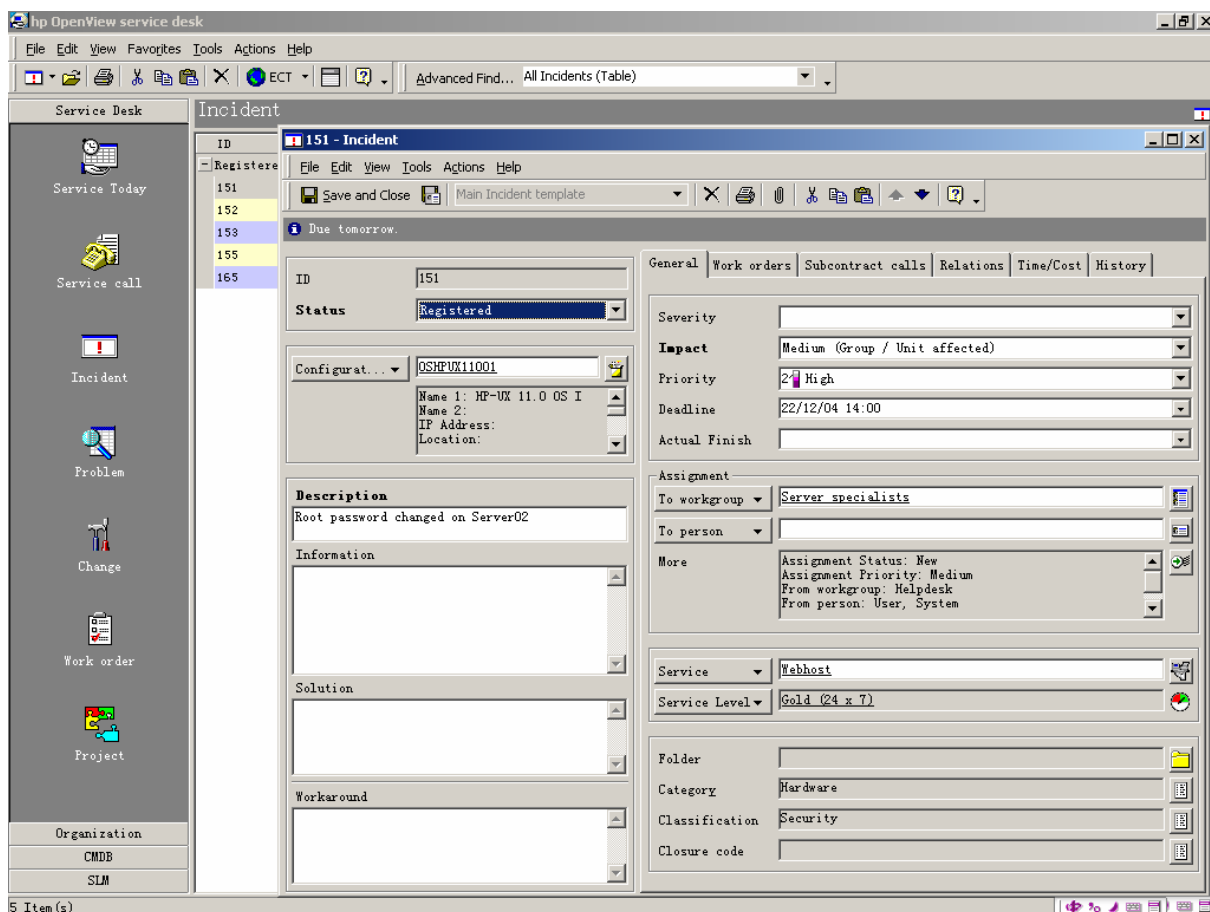 hp OpenView service desk
File Edit View Favorites Tools Actions Help
ECT Advanced Find... All Incidents (Table)
Service Desk
Service Today
Service call
Incident
Problem
Change
Work order
Project
Organization
CMDB
SLM
Incident
ID
Registere
151
152
153
155
165
151 - Incident
File Edit View Tools Actions Help
Save and Close Main Incident template
Due tomorrow.
ID 151
Status Registered
Configurat... OSHPUX11001
Name 1: HP-UX 11.0 OS I
Name 2:
IP Address:
Location:
Description
Root password changed on Server02
Information
Solution
Workaround
General Work orders Subcontract calls Relations Time/Cost History
Severity
Impact Medium (Group / Unit affected)
Priority 2 High
Deadline 22/12/04 14:00
Actual Finish
Assignment
To workgroup Server specialists
To person
More Assignment Status: New
Assignment Priority: Medium
From workgroup: Helpdesk
From person: User, System
Service Webhost
Service Level Gold (24 x 7)
Folder
Category Hardware
Classification Security
Closure code
5 Item(s)
中